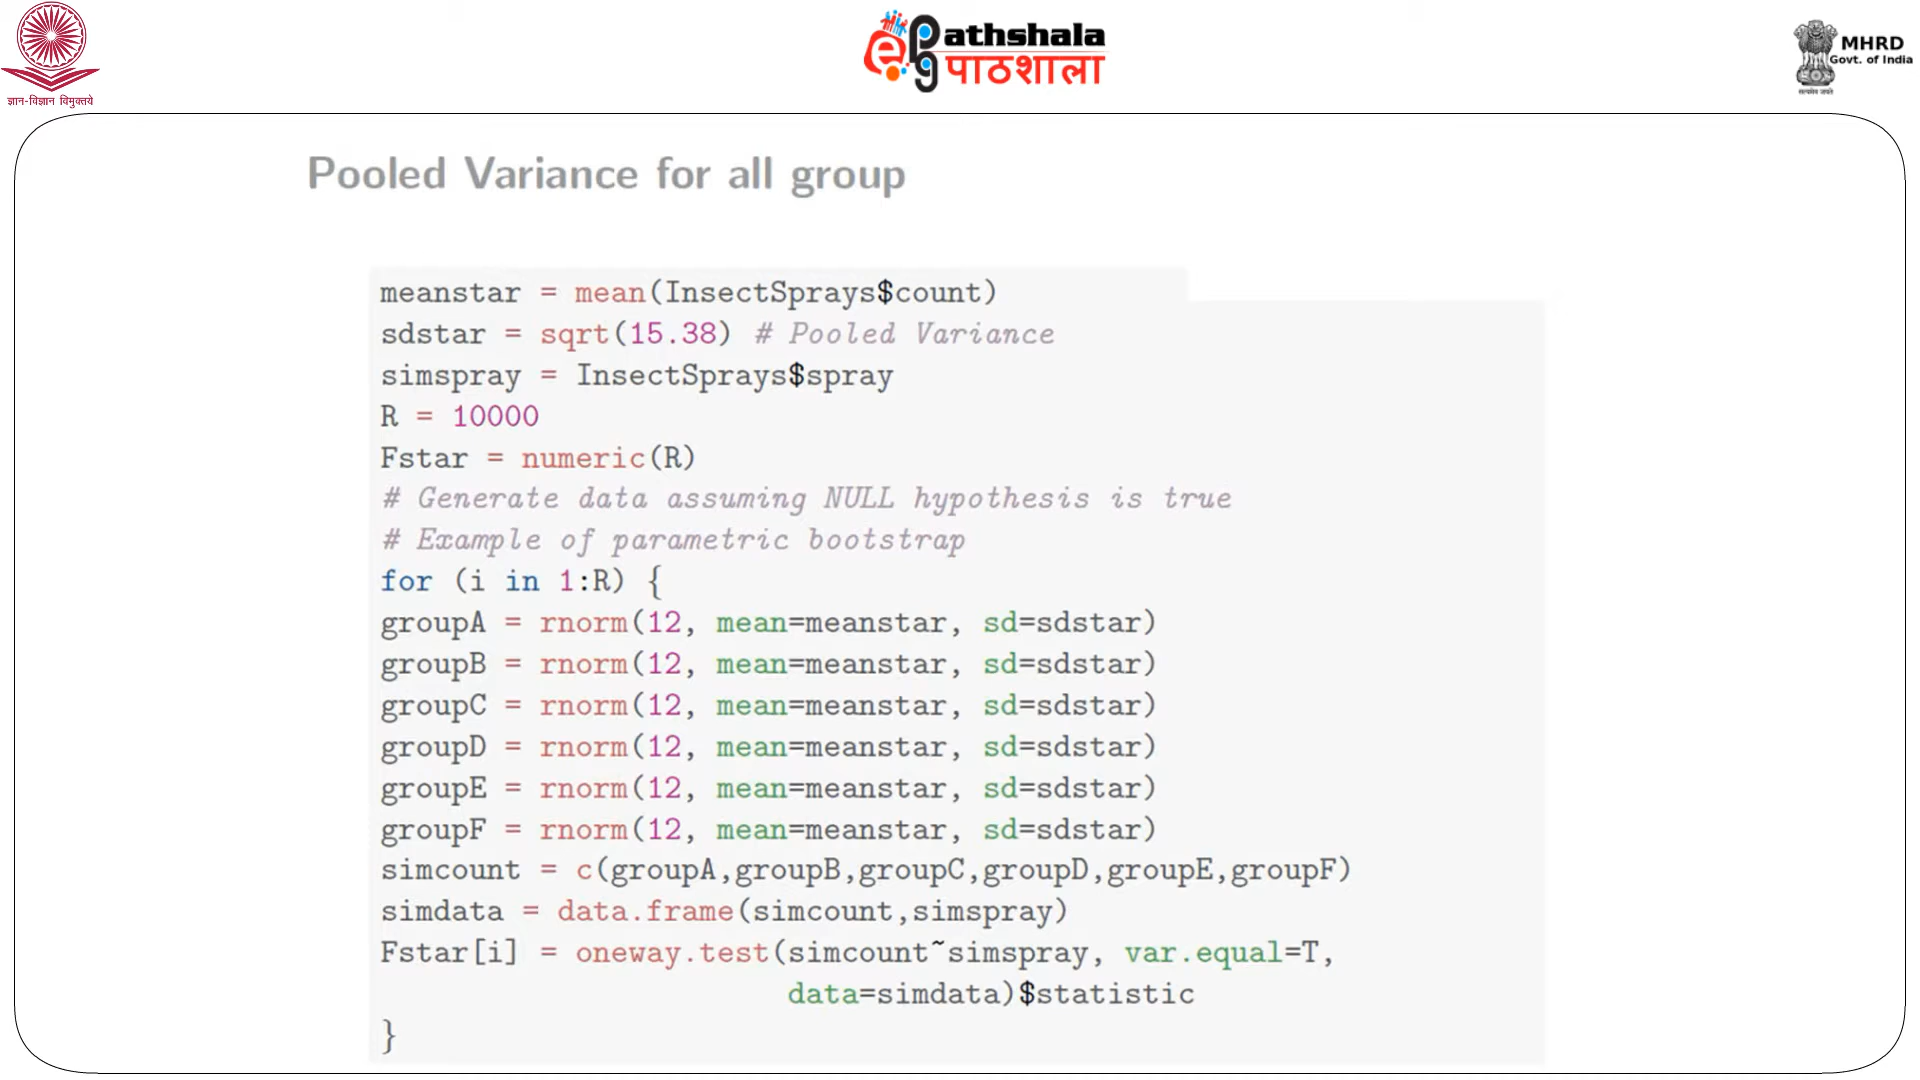 ज्ञान-विज्ञान विमुक्तये
ePathshala
पाठशाला
MHRD
Govt. of India
सत्यमेव जयते
Pooled Variance for all group
meanstar = mean(InsectSprays$count)
sdstar = sqrt(15.38) # Pooled Variance
simspray = InsectSprays$spray
R = 10000
Fstar = numeric(R)
# Generate data assuming NULL hypothesis is true
# Example of parametric bootstrap
for (i in 1:R) {
groupA = rnorm(12, mean=meanstar, sd=sdstar)
groupB = rnorm(12, mean=meanstar, sd=sdstar)
groupC = rnorm(12, mean=meanstar, sd=sdstar)
groupD = rnorm(12, mean=meanstar, sd=sdstar)
groupE = rnorm(12, mean=meanstar, sd=sdstar)
groupF = rnorm(12, mean=meanstar, sd=sdstar)
simcount = c(groupA,groupB,groupC,groupD,groupE,groupF)
simdata = data.frame(simcount,simspray)
Fstar[i] = oneway.test(simcount~simspray, var.equal=T,
data=simdata)$statistic
}